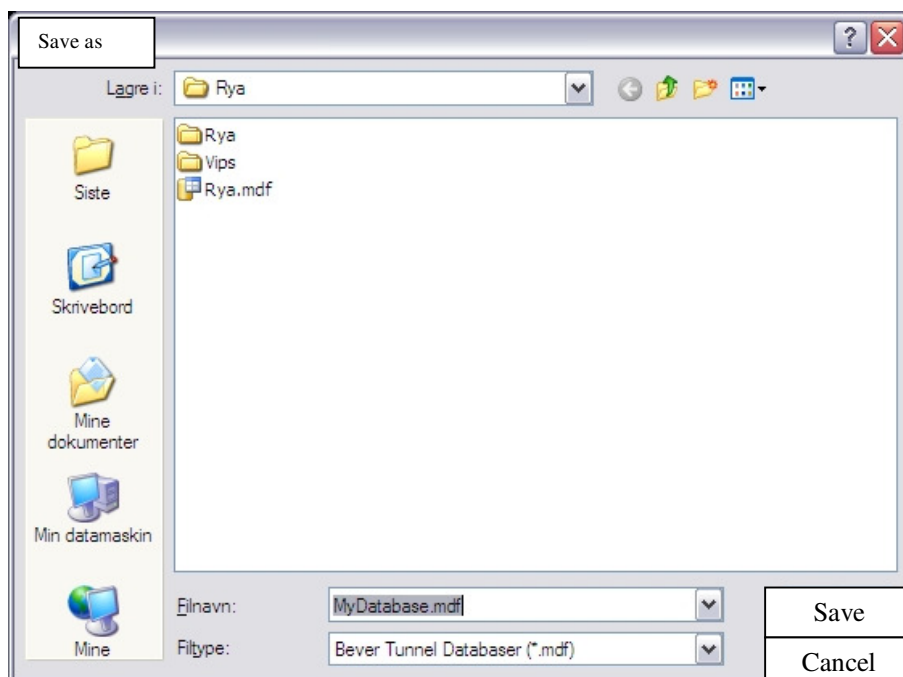 Save as
Lagre i:
Rya
Rya
Vips
Rya.mdf
Siste
Skrivebord
Mine
dokumenter
Min datamaskin
Mine
Filnavn:
MyDatabase.mdf
Save
Filtype:
Bever Tunnel Databaser (*.mdf)
Cancel